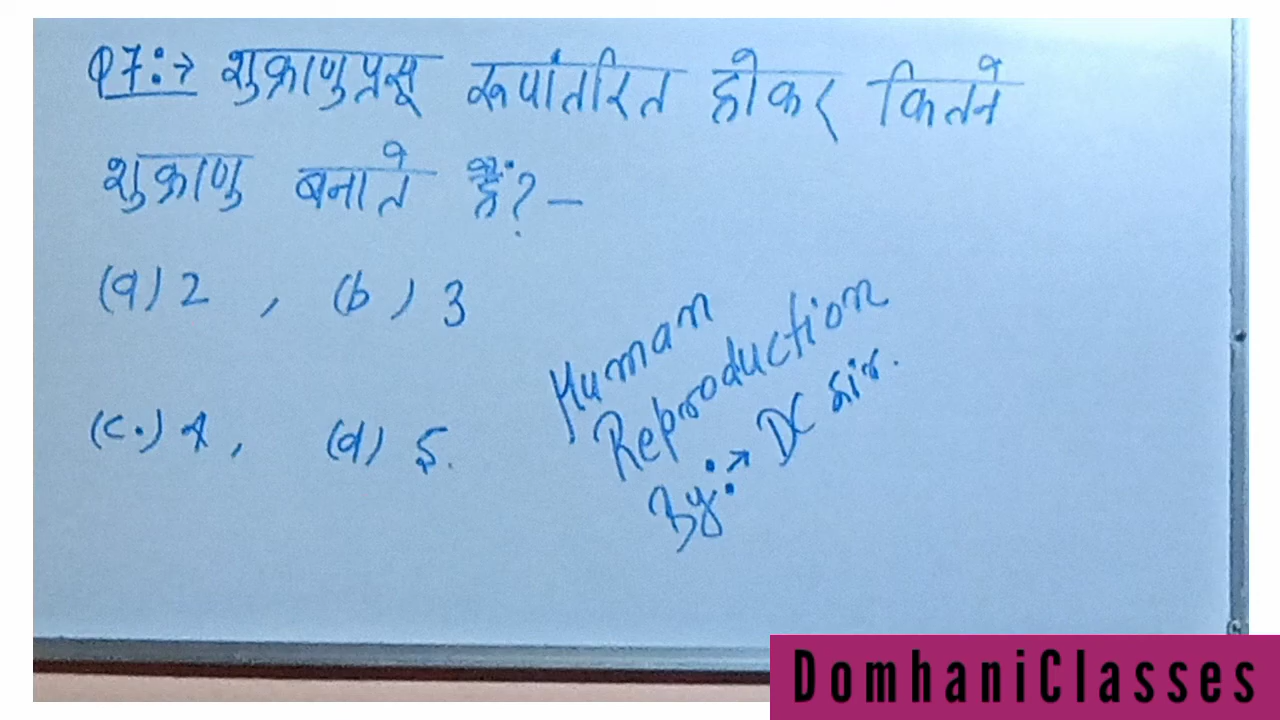 Q7:→ शुक्राणुप्रसू रूपांतरित होकर कितने
शुक्राणु बनाते हैं? –
(a) 2 , (b) 3
(c.) 4 , (d) 5.
Human
Reproduction
By:→ DC sir.
DomhaniClasses